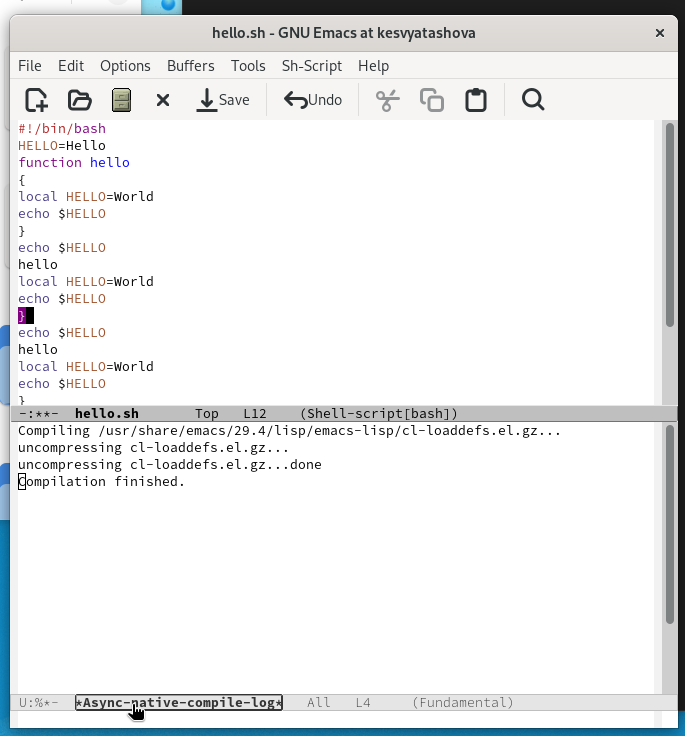 hello.sh - GNU Emacs at kesvyatashova
File Edit Options Buffers Tools Sh-Script Help
Save Undo
#!/bin/bash
HELLO=Hello
function hello
{
local HELLO=World
echo $HELLO
}
echo $HELLO
hello
local HELLO=World
echo $HELLO
}
echo $HELLO
hello
local HELLO=World
echo $HELLO
}
-:**- hello.sh Top L12 (Shell-script[bash])
Compiling /usr/share/emacs/29.4/lisp/emacs-lisp/cl-loaddefs.el.gz...
uncompressing cl-loaddefs.el.gz...
uncompressing cl-loaddefs.el.gz...done
Compilation finished.
U:%*- *Async-native-compile-log* All L4 (Fundamental)